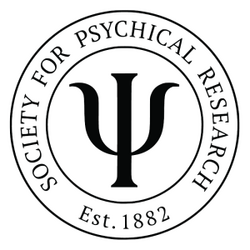 SOCIETY FOR PSYCHICAL RESEARCH
Ψ
Est. 1882